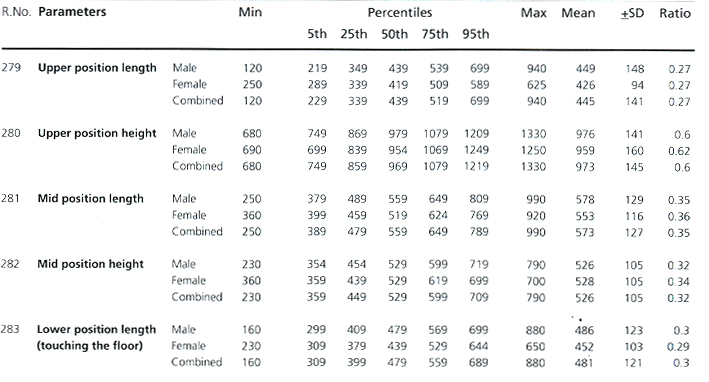 R.No. Parameters Min Percentiles Max Mean ±SD Ratio
5th 25th 50th 75th 95th
279 Upper position length Male 120 219 349 439 539 699 940 449 148 0.27
Female 250 289 339 419 509 589 625 426 94 0.27
Combined 120 229 339 439 519 699 940 445 141 0.27
280 Upper position height Male 680 749 869 979 1079 1209 1330 976 141 0.6
Female 690 699 839 954 1069 1249 1250 959 160 0.62
Combined 680 749 859 969 1079 1219 1330 973 145 0.6
281 Mid position length Male 250 379 489 559 649 809 990 578 129 0.35
Female 360 399 459 519 624 769 920 553 116 0.36
Combined 250 389 479 559 649 789 990 573 127 0.35
282 Mid position height Male 230 354 454 529 599 719 790 526 105 0.32
Female 360 359 439 529 619 699 700 528 105 0.34
Combined 230 359 449 529 599 709 790 526 105 0.32
283 Lower position length Male 160 299 409 479 569 699 880 486 123 0.3
(touching the floor) Female 230 309 379 439 529 644 650 452 103 0.29
Combined 160 309 399 479 559 689 880 481 121 0.3